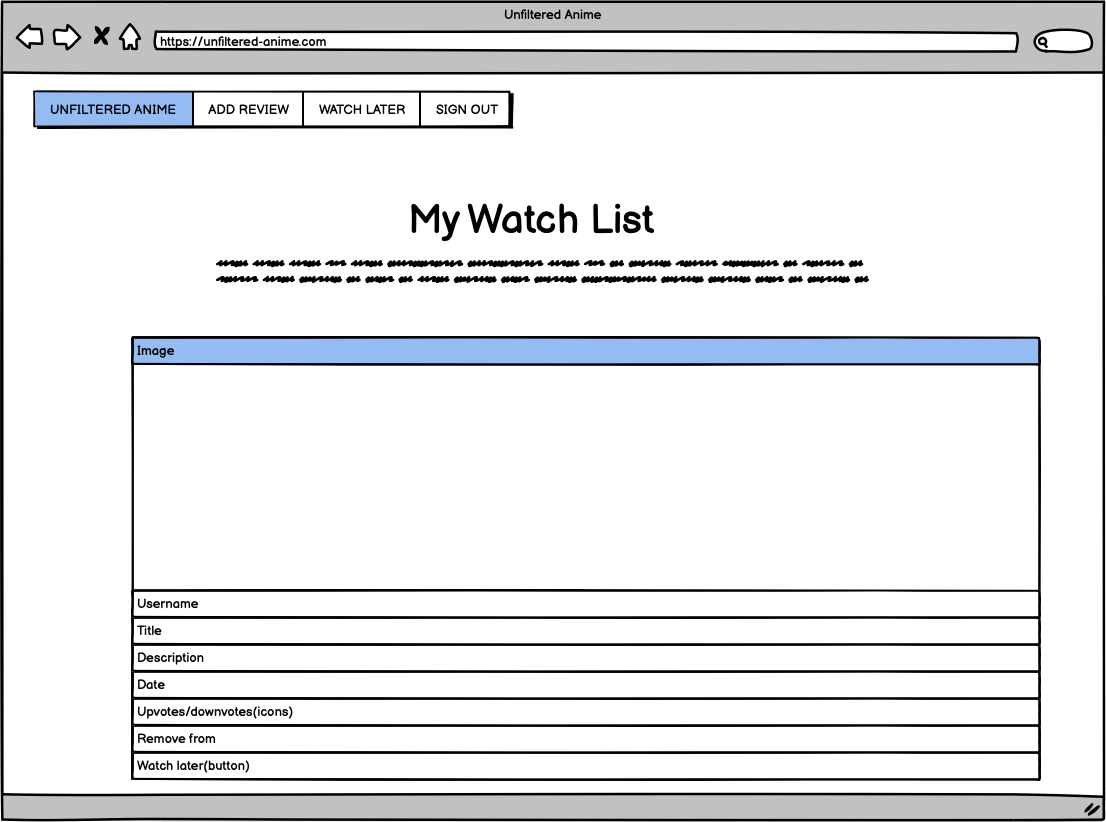 Unfiltered Anime
https://unfiltered-anime.com
UNFILTERED ANIME ADD REVIEW WATCH LATER SIGN OUT
My Watch List
Image
Username
Title
Description
Date
Upvotes/downvotes(icons)
Remove from
Watch later(button)